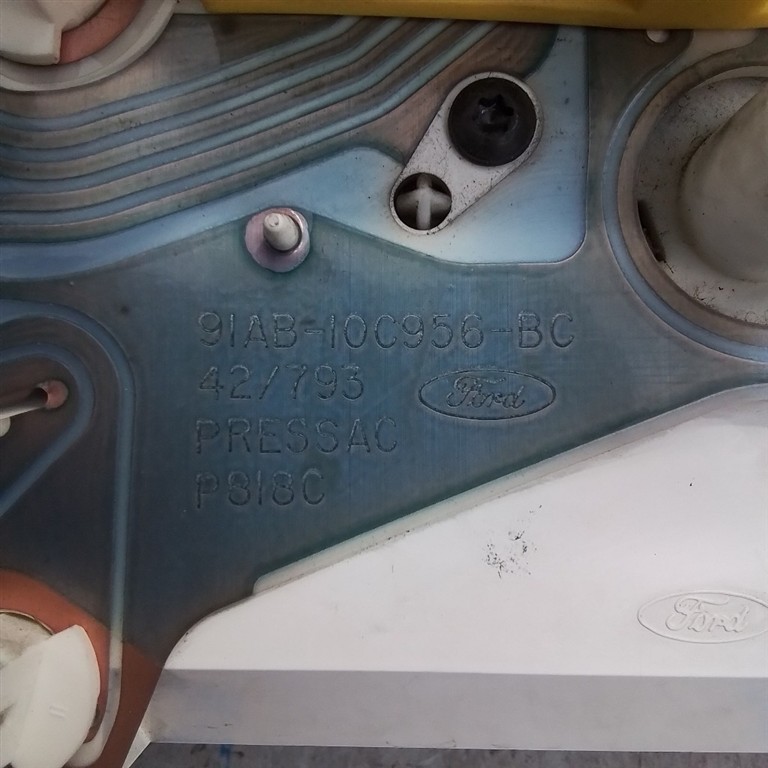 91AB-10C956-BC
42/793
Ford
PRESSAC
P818C
Ford